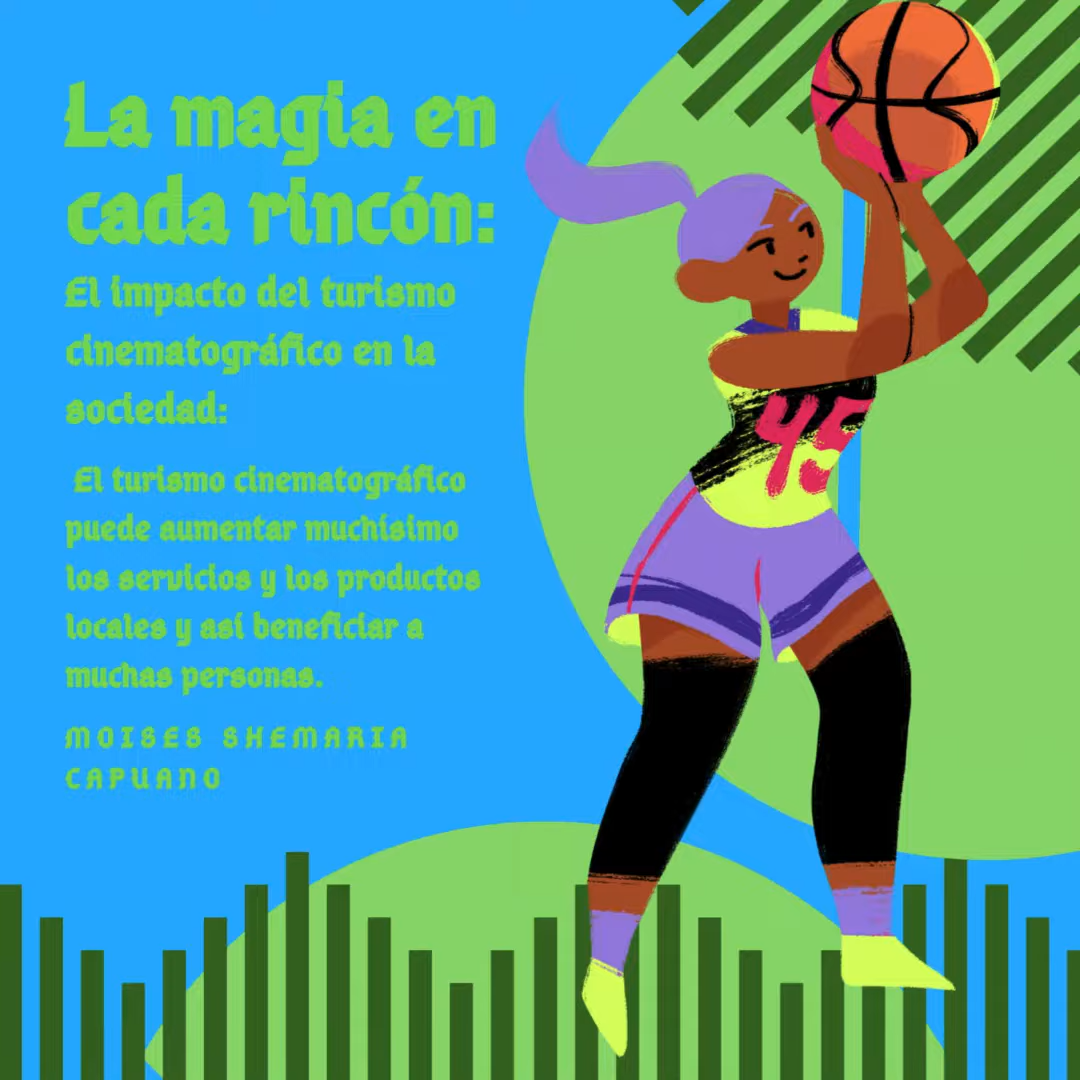 La magia en
cada rincón:
El impacto del turismo
cinematográfico en la
sociedad:
El turismo cinematográfico
puede aumentar muchísimo
los servicios y los productos
locales y así beneficiar a
muchas personas.
MOISES SHEMARIA
CAPUANO
45